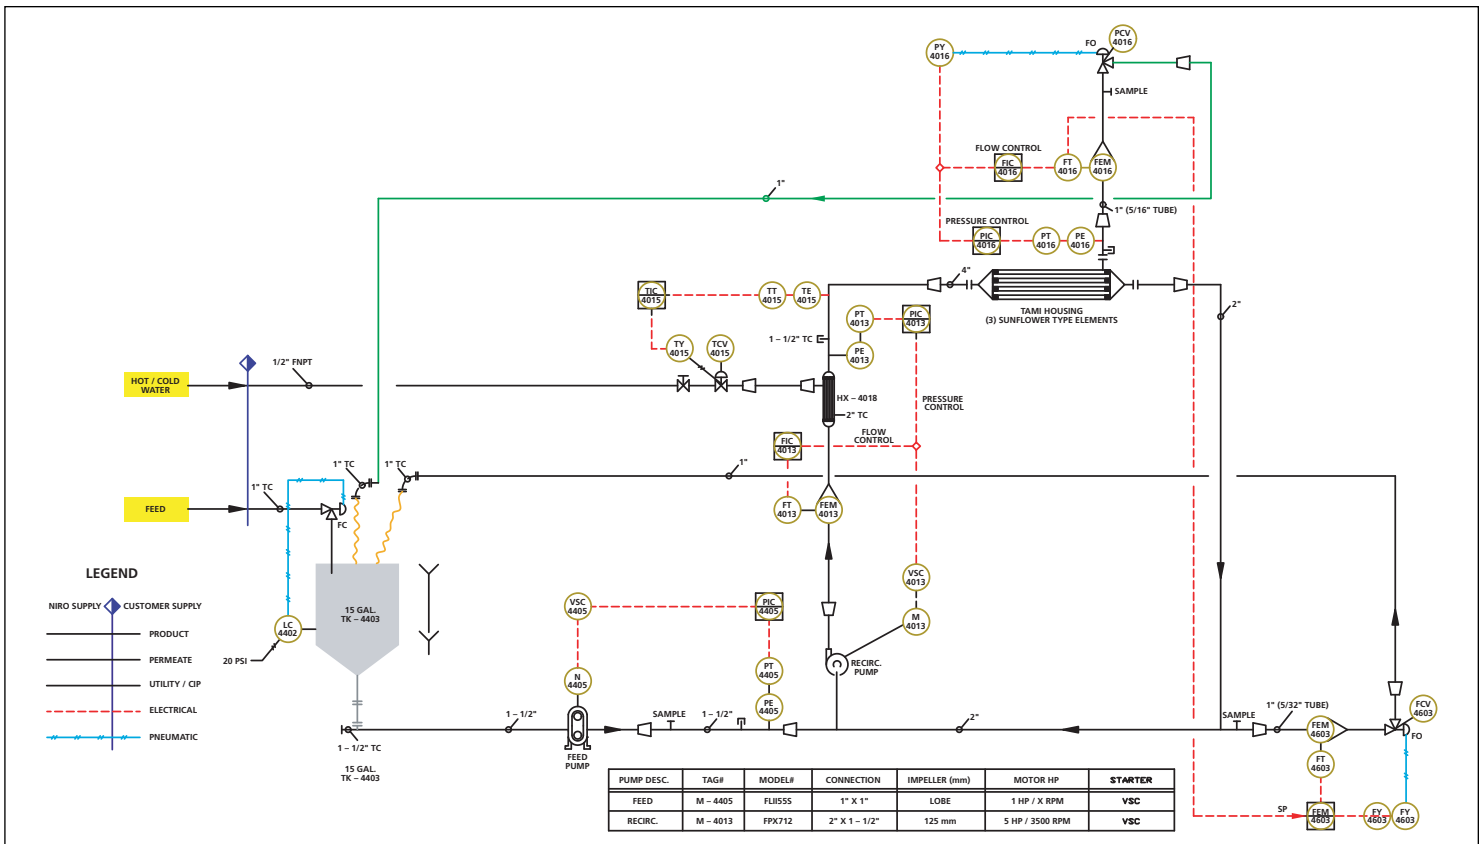 PCV
4016
FO
PY
4016
SAMPLE
FLOW CONTROL
FIC
4016
FT
4016
FEM
4016
1"
1" (5/16" TUBE)
PRESSURE CONTROL
PIC
4016
PT
4016
PE
4016
4"
TIC
4015
TT
4015
TE
4015
TAMI HOUSING
(3) SUNFLOWER TYPE ELEMENTS
2"
PT
4013
PIC
4013
1 – 1/2" TC
PE
4013
TY
4015
TCV
4015
1/2" FNPT
HOT / COLD
WATER
HX – 4018
2" TC
PRESSURE
CONTROL
FLOW
CONTROL
FIC
4013
1" TC
1" TC
1"
1" TC
FEED
FC
FT
4013
FEM
4013
LEGEND
NIRO SUPPLY
CUSTOMER SUPPLY
PRODUCT
PERMEATE
UTILITY / CIP
ELECTRICAL
PNEUMATIC
15 GAL.
TK – 4403
LC
4402
20 PSI
VSC
4405
PIC
4405
VSC
4013
M
4013
RECIRC.
PUMP
N
4405
PT
4405
PE
4405
1 – 1/2"
SAMPLE
1 – 1/2"
2"
FEED
PUMP
1 – 1/2" TC
15 GAL.
TK – 4403
SAMPLE
1" (5/32" TUBE)
FEM
4603
FCV
4603
FO
FT
4603
SP
FEM
4603
FY
4603
FY
4603
PUMP DESC. TAG# MODEL# CONNECTION IMPELLER (mm) MOTOR HP STARTER
FEED M – 4405 FLII55S 1" X 1" LOBE 1 HP / X RPM VSC
RECIRC. M – 4013 FPX712 2" X 1 – 1/2" 125 mm 5 HP / 3500 RPM VSC